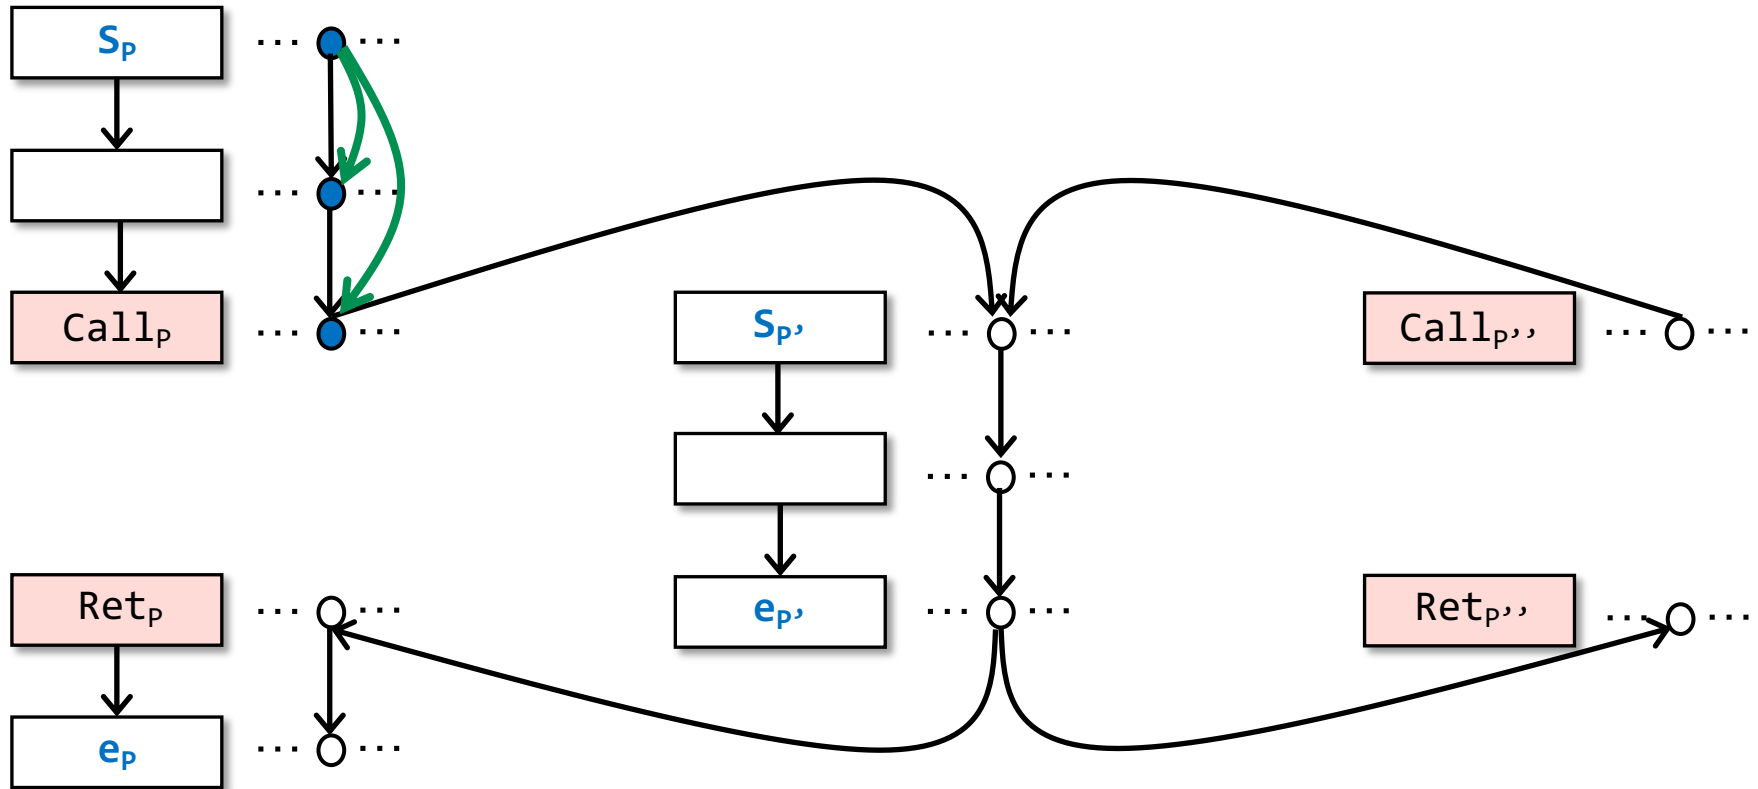 Sₚ ... ...
... ...
Callₚ ... ...
Sₚ’ ... ...
Callₚ’’ ... ...
... ...
Retₚ ... ...
eₚ’ ... ...
Retₚ’’ ... ...
eₚ ... ...